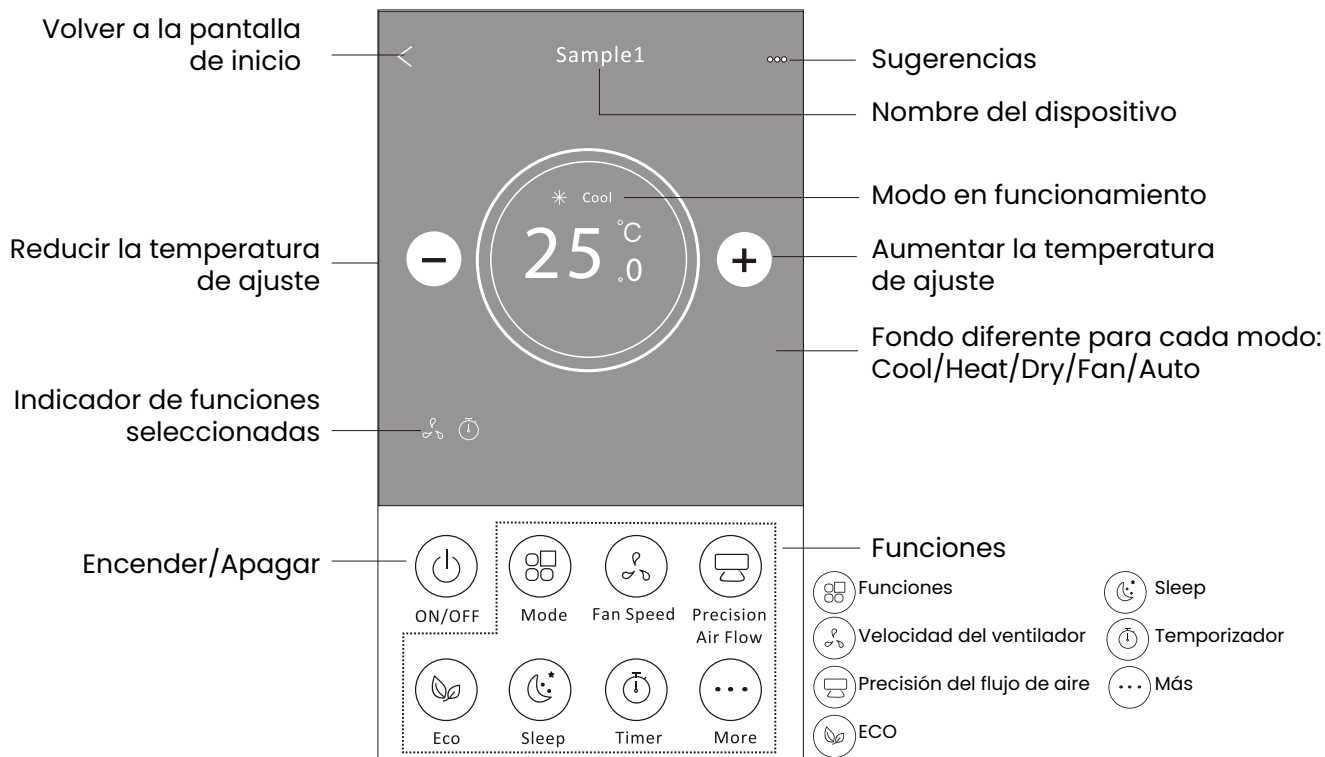 Volver a la pantalla
de inicio
Sample1
Sugerencias
Nombre del dispositivo
Cool
Modo en funcionamiento
Reducir la temperatura
de ajuste
25 °C
.0
Aumentar la temperatura
de ajuste
Fondo diferente para cada modo:
Cool/Heat/Dry/Fan/Auto
Indicador de funciones
seleccionadas
Encender/Apagar
Funciones
ON/OFF
Mode
Fan Speed
Precision
Air Flow
Eco
Sleep
Timer
More
Funciones
Sleep
Velocidad del ventilador
Temporizador
Precisión del flujo de aire
Más
ECO